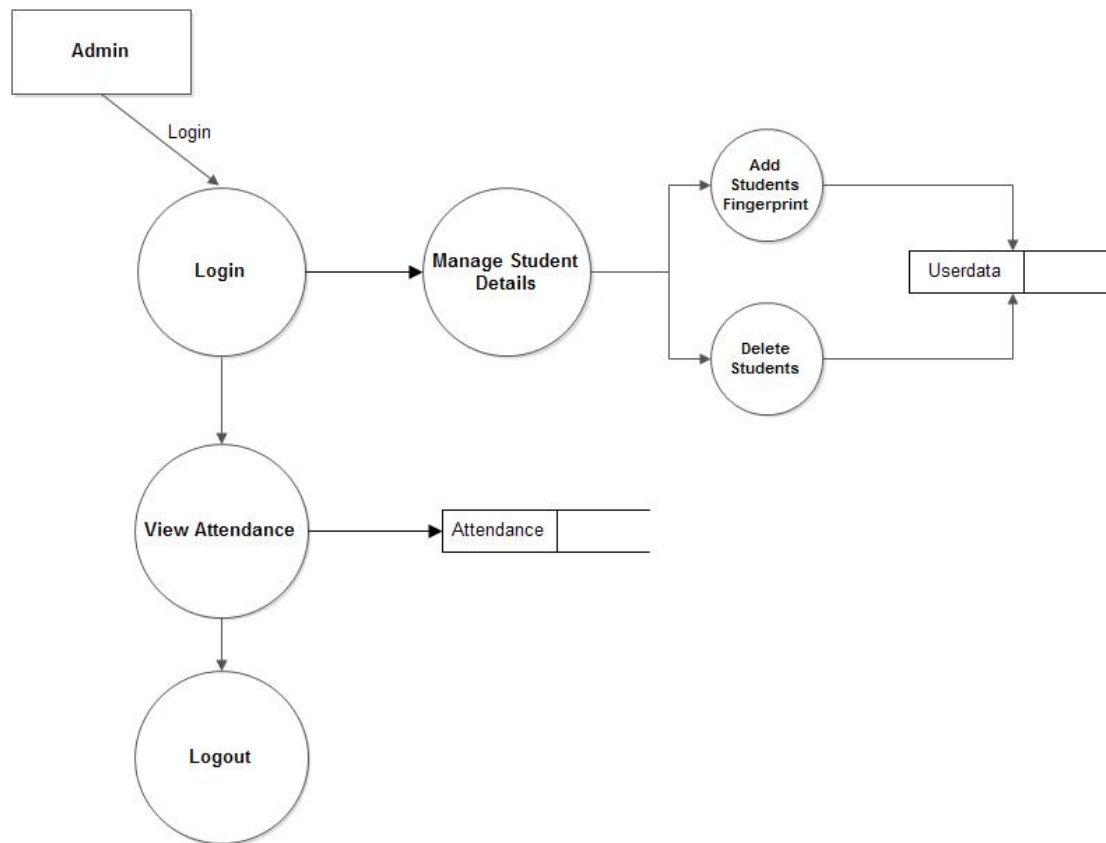 Admin
Login
Login
Manage Student
Details
Add
Students
Fingerprint
Userdata
Delete
Students
View Attendance
Attendance
Logout